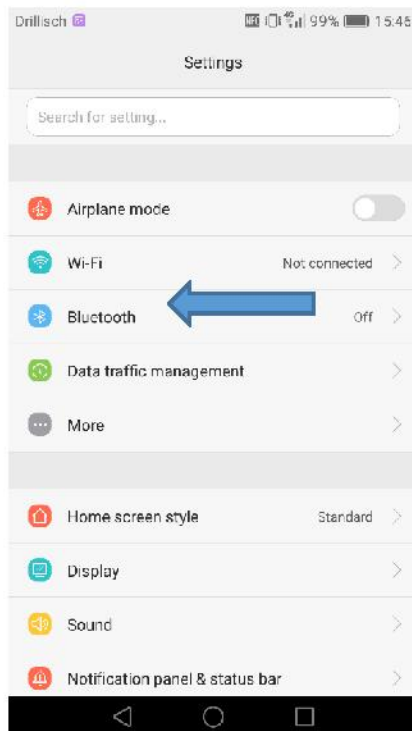 Drillisch 99% 15:46
Settings
Search for setting...
Airplane mode
Wi-Fi Not connected
Bluetooth Off
Data traffic management
More
Home screen style Standard
Display
Sound
Notification panel & status bar